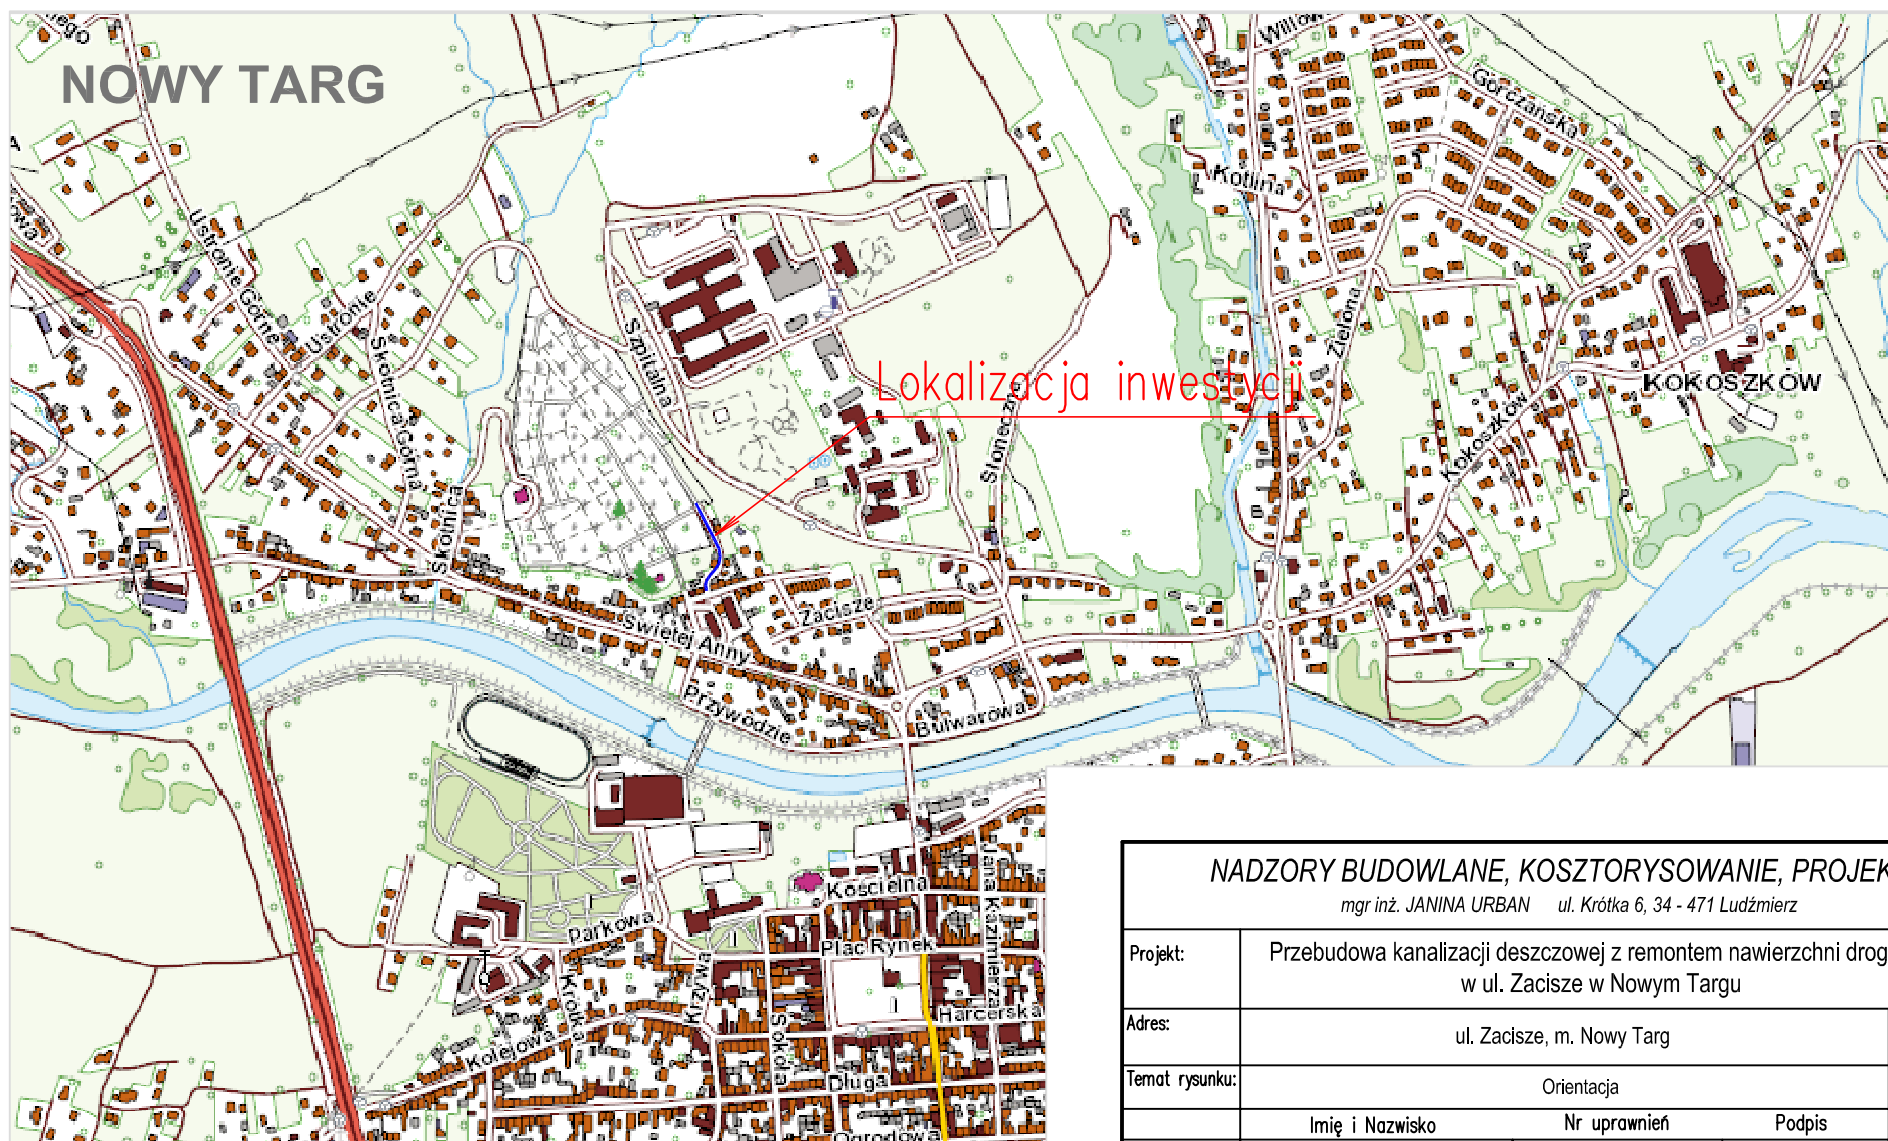 NOWY TARG
Górczańska
Kotlina
Ustronie Górne
Ustronie
Skotnica Górna
Skotnica
Szpitalna
Lokalizacja inwestycji
Słoneczna
Zielona
KOKOSZKÓW
Kokoszków
Zacisze
Świętej Anny
Przywodzie
Bulwarowa
Kościelna
Jana Kazimierza
Parkowa
Plac Rynek
Krzywa
Krótka
Harcerska
Kolejowa
Szkolna
Długa
Ogrodowa
NADZORY BUDOWLANE, KOSZTORYSOWANIE, PROJEK
mgr inż. JANINA URBAN ul. Krótka 6, 34 - 471 Ludźmierz
Projekt:
Przebudowa kanalizacji deszczowej z remontem nawierzchni drog
w ul. Zacisze w Nowym Targu
Adres:
ul. Zacisze, m. Nowy Targ
Temat rysunku:
Orientacja
Imię i Nazwisko Nr uprawnień Podpis